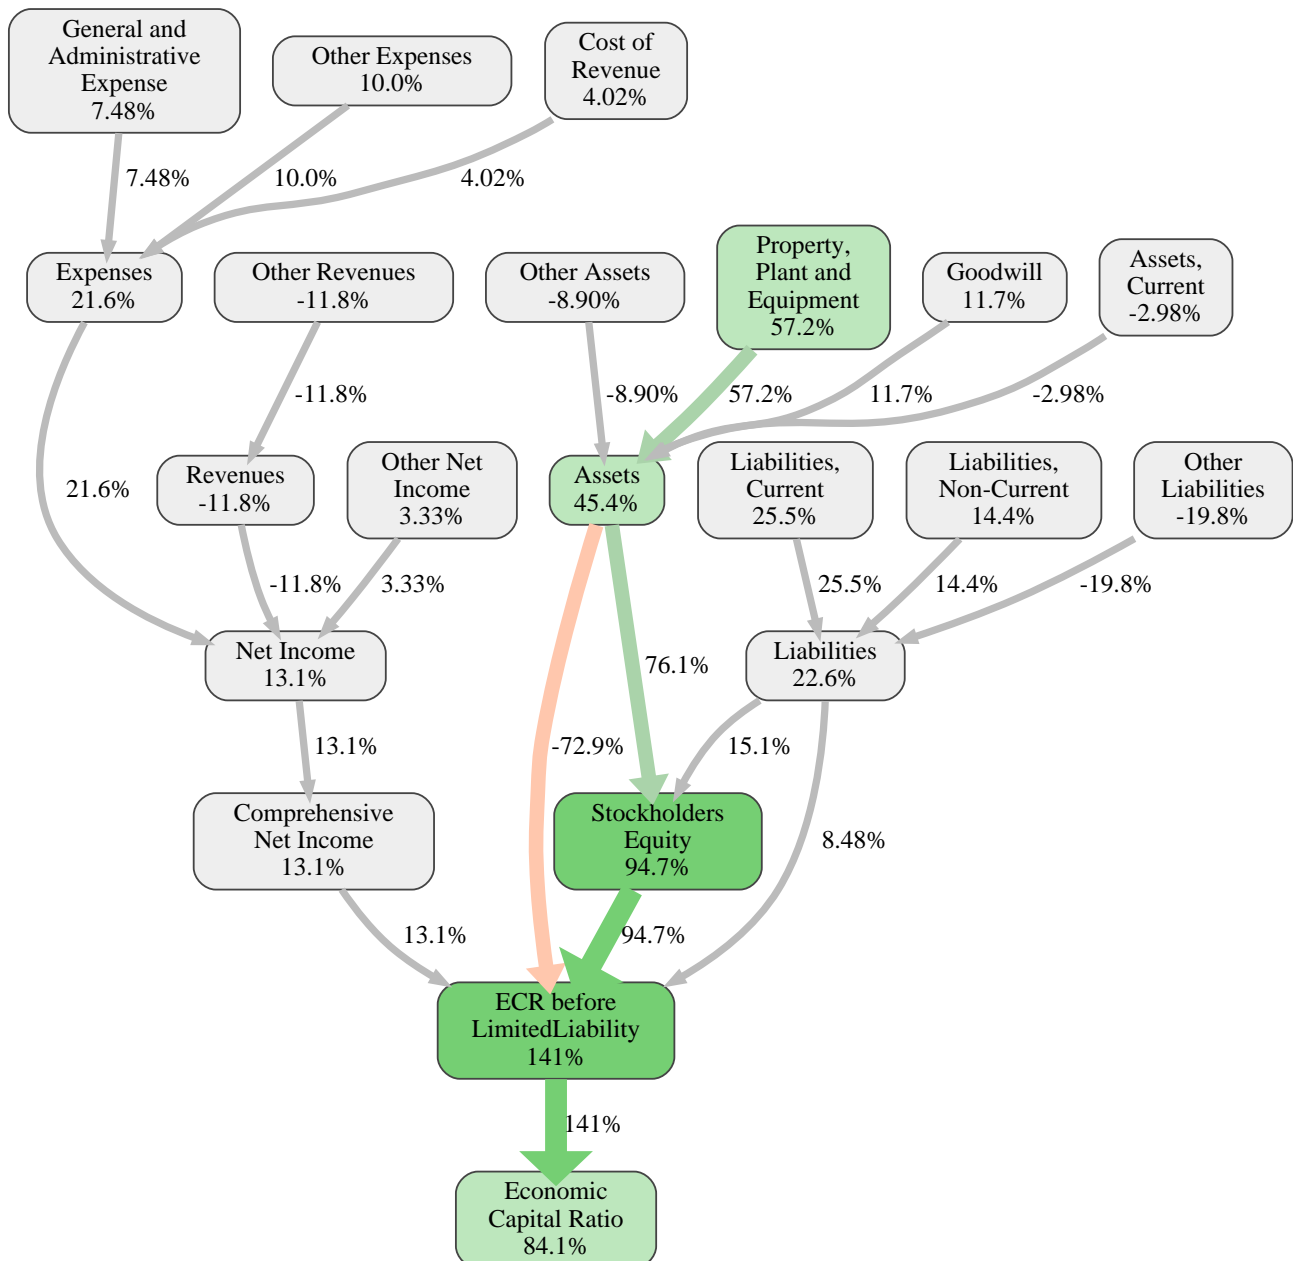 General and
Administrative
Expense
7.48%
Other Expenses
10.0%
Cost of
Revenue
4.02%
7.48%
10.0%
4.02%
Expenses
21.6%
Other Revenues
-11.8%
Other Assets
-8.90%
Property,
Plant and
Equipment
57.2%
Goodwill
11.7%
Assets,
Current
-2.98%
-11.8%
-8.90%
57.2%
11.7%
-2.98%
21.6%
Revenues
-11.8%
Other Net
Income
3.33%
Assets
45.4%
Liabilities,
Current
25.5%
Liabilities,
Non-Current
14.4%
Other
Liabilities
-19.8%
-11.8%
3.33%
25.5%
14.4%
-19.8%
Net Income
13.1%
76.1%
Liabilities
22.6%
13.1%
-72.9%
15.1%
Comprehensive
Net Income
13.1%
Stockholders
Equity
94.7%
8.48%
13.1%
94.7%
ECR before
LimitedLiability
141%
141%
Economic
Capital Ratio
84.1%